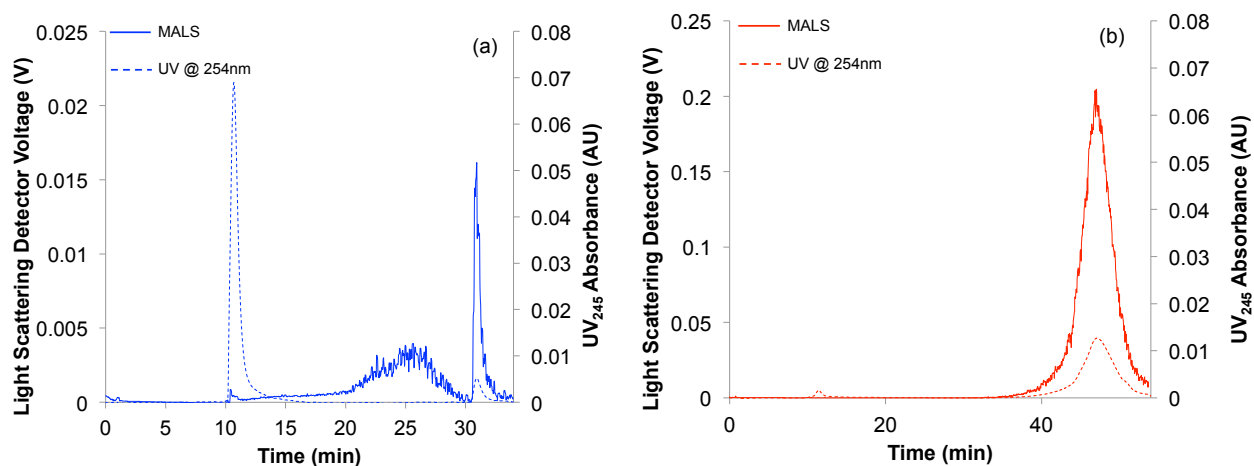 (a)
MALS
UV @ 254nm
Light Scattering Detector Voltage (V)
0.025
0.02
0.015
0.01
0.005
0
0.08
0.07
0.06
0.05
0.04
0.03
0.02
0.01
0
UV245 Absorbance (AU)
0 5 10 15 20 25 30
Time (min)
(b)
MALS
UV @ 254nm
Light Scattering Detector Voltage (V)
0.25
0.2
0.15
0.1
0.05
0
0.08
0.07
0.06
0.05
0.04
0.03
0.02
0.01
0
UV245 Absorbance (AU)
0 20 40
Time (min)